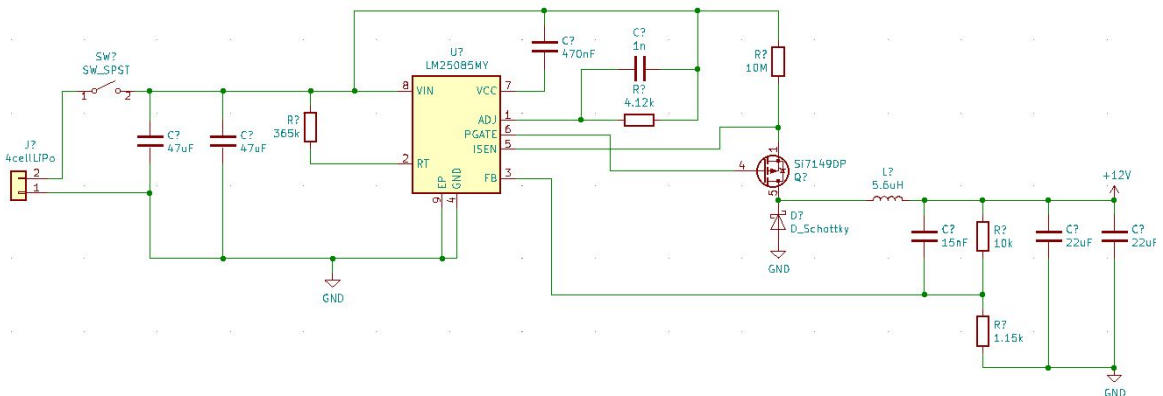 SW?
SW_SPST
1
2
J?
4cellLiPo
2
1
C?
47uF
C?
47uF
R?
365k
GND
U?
LM25085MY
8
VIN
2
RT
VCC
7
ADJ
1
PGATE
6
ISEN
5
FB
3
EP
9
GND
4
C?
470nF
C?
1n
R?
4.12k
R?
10M
1
4
5
Si7149DP
Q?
D?
D_Schottky
GND
L?
5.6uH
C?
15nF
R?
10k
R?
1.15k
C?
22uF
+12V
C?
22uF
GND